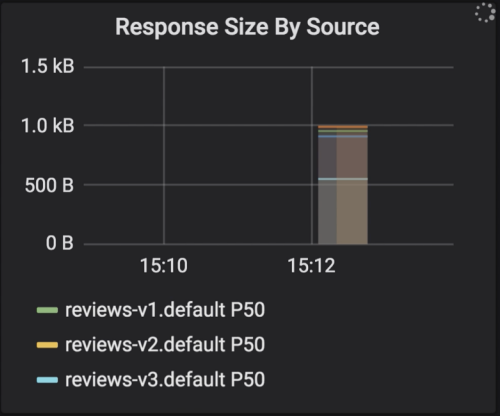 Response Size By Source
1.5 kB
1.0 kB
500 B
0 B
15:10 15:12
reviews-v1.default P50
reviews-v2.default P50
reviews-v3.default P50